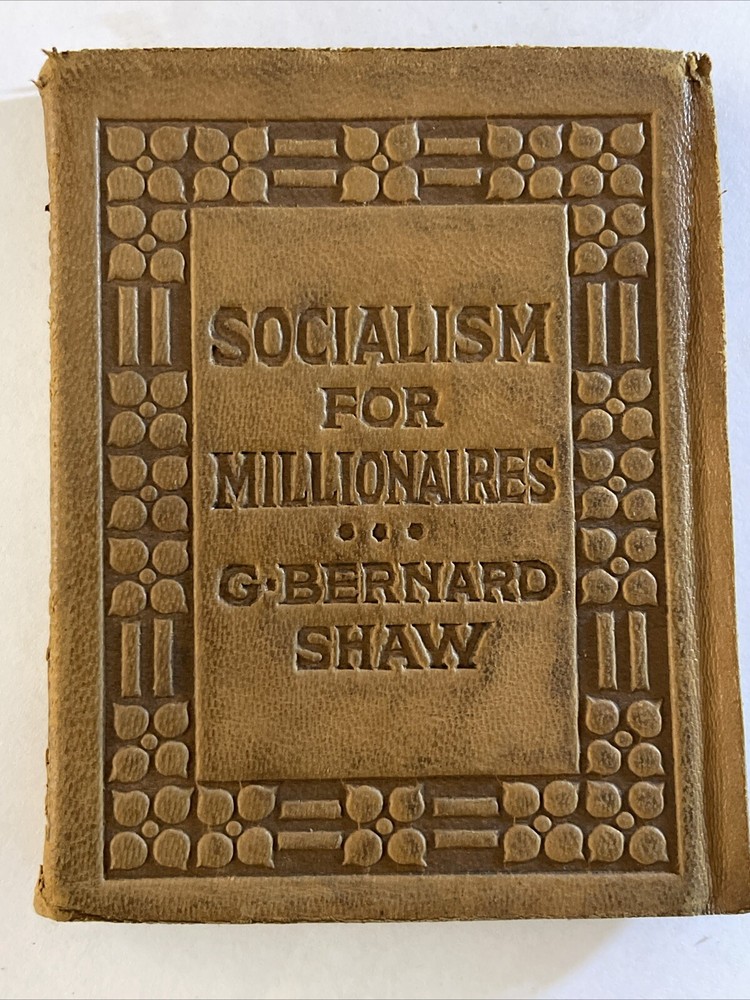 SOCIALISM
FOR
MILLIONAIRES
•••
G·BERNARD
SHAW